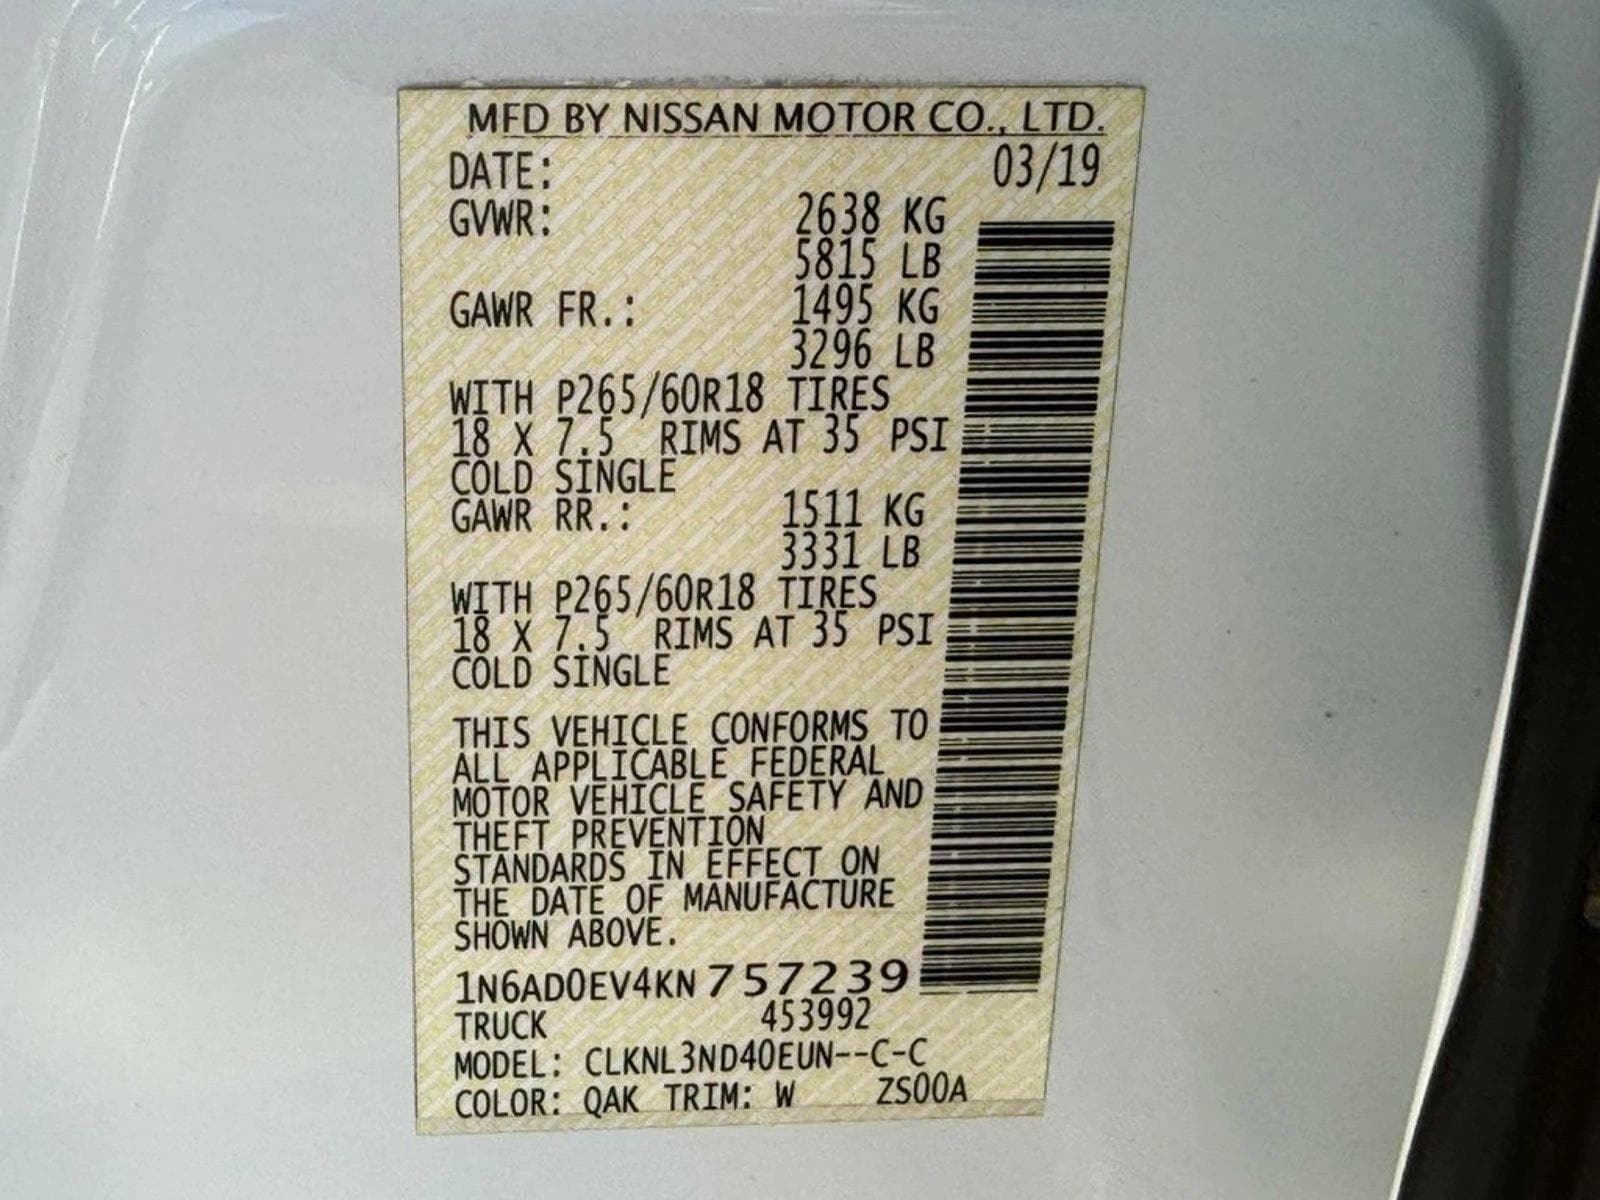 MFD BY NISSAN MOTOR CO., LTD.
DATE: 03/19
GVWR: 2638 KG
5815 LB
GAWR FR.: 1495 KG
3296 LB
WITH P265/60R18 TIRES
18 X 7.5 RIMS AT 35 PSI
COLD SINGLE
GAWR RR.: 1511 KG
3331 LB
WITH P265/60R18 TIRES
18 X 7.5 RIMS AT 35 PSI
COLD SINGLE
THIS VEHICLE CONFORMS TO
ALL APPLICABLE FEDERAL
MOTOR VEHICLE SAFETY AND
THEFT PREVENTION
STANDARDS IN EFFECT ON
THE DATE OF MANUFACTURE
SHOWN ABOVE.
1N6AD0EV4KN757239
TRUCK 453992
MODEL: CLKNL3ND40EUN--C-C
COLOR: QAK TRIM: W ZS00A